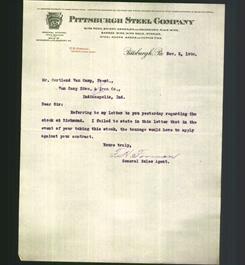 PITTSBURGH STEEL COMPANY
Pittsburgh, Pa. Nov. 2, 190
Mr. Cortland Van Camp, Prest.,
Van Camp & Iron Co.,
Indianapolis, Ind.
Dear Sir:
Referring to my letter to you yesterday regarding the
stock at Richmond. I failed to state in this letter that in the
event of your taking this stock, the tonnage would have to apply
against your contract.
Yours truly,
General Sales Agent.